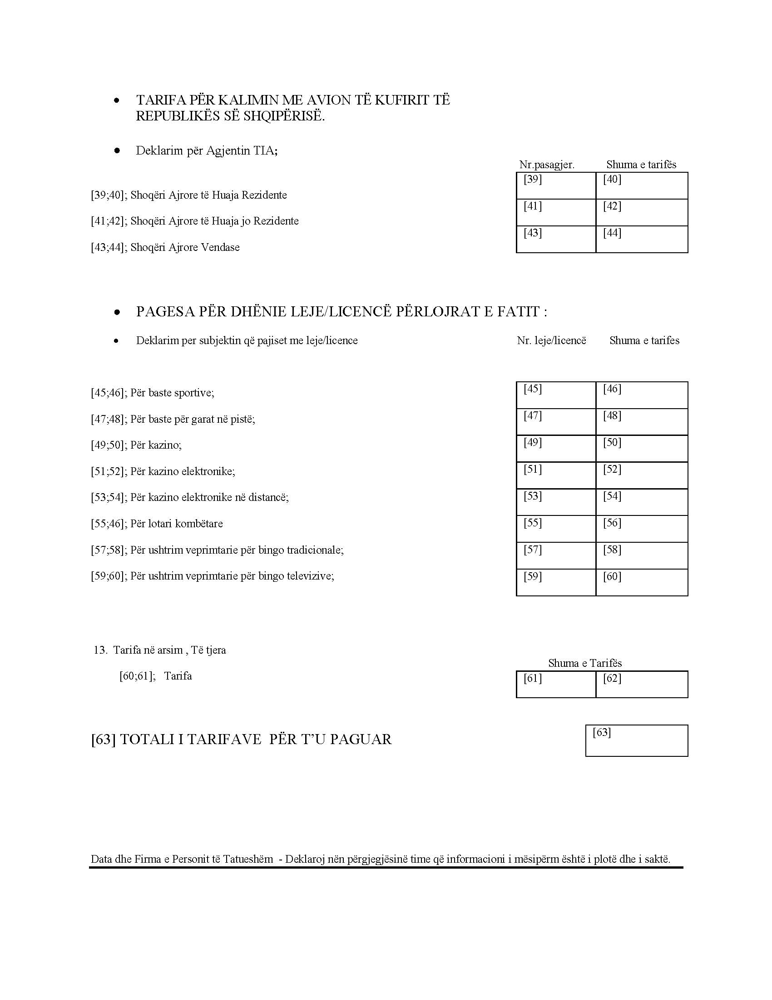 • TARIFA PËR KALIMIN ME AVION TË KUFIRIT TË
REPUBLIKËS SË SHQIPËRISË.
• Deklarim për Agjentin TIA;
Nr.pasagjer. Shuma e tarifës
[39] [40]
[39;40]; Shoqëri Ajrore të Huaja Rezidente
[41] [42]
[41;42]; Shoqëri Ajrore të Huaja jo Rezidente
[43] [44]
[43;44]; Shoqëri Ajrore Vendase
• PAGESA PËR DHËNIE LEJE/LICENCË PËRLOJRAT E FATIT :
• Deklarim per subjektin që pajiset me leje/licence Nr. leje/licencë Shuma e tarifes
[45;46]; Për baste sportive; [45] [46]
[47;48]; Për baste për garat në pistë; [47] [48]
[49;50]; Për kazino; [49] [50]
[51;52]; Për kazino elektronike; [51] [52]
[53;54]; Për kazino elektronike në distancë; [53] [54]
[55;46]; Për lotari kombëtare [55] [56]
[57;58]; Për ushtrim veprimtarie për bingo tradicionale; [57] [58]
[59;60]; Për ushtrim veprimtarie për bingo televizive; [59] [60]
13. Tarifa në arsim , Të tjera
Shuma e Tarifës
[60;61]; Tarifa [61] [62]
[63] TOTALI I TARIFAVE PËR T’U PAGUAR [63]
Data dhe Firma e Personit të Tatueshëm - Deklaroj nën përgjegjësinë time që informacioni i mësipërm është i plotë dhe i saktë.